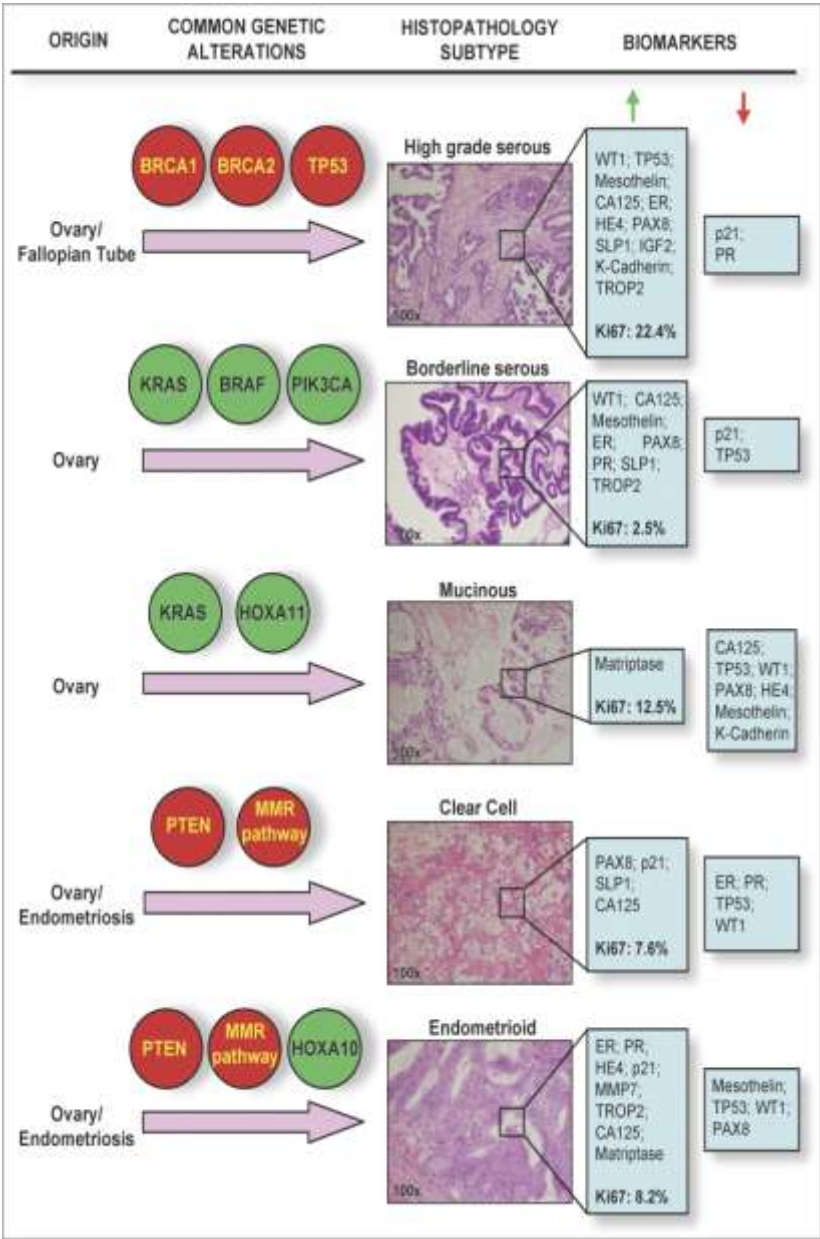 ORIGIN
COMMON GENETIC
ALTERATIONS
HISTOPATHOLOGY
SUBTYPE
BIOMARKERS
BRCA1
BRCA2
TP53
Ovary/
Fallopian Tube
High grade serous
100x
WT1; TP53;
Mesothelin;
CA125; ER;
HE4; PAX8;
SLP1; IGF2;
K-Cadherin;
TROP2
Ki67: 22.4%
p21;
PR
KRAS
BRAF
PIK3CA
Ovary
Borderline serous
100x
WT1; CA125;
Mesothelin;
ER; PAX8;
PR; SLP1;
TROP2
Ki67: 2.5%
p21;
TP53
KRAS
HOXA11
Ovary
Mucinous
100x
Matriptase
Ki67: 12.5%
CA125;
TP53; WT1;
PAX8; HE4;
Mesothelin;
K-Cadherin
PTEN
MMR
pathway
Ovary/
Endometriosis
Clear Cell
100x
PAX8; p21;
SLP1;
CA125
Ki67: 7.6%
ER; PR;
TP53;
WT1
PTEN
MMR
pathway
HOXA10
Ovary/
Endometriosis
Endometrioid
100x
ER; PR;
HE4; p21;
MMP7;
TROP2;
CA125;
Matriptase
Ki67: 8.2%
Mesothelin;
TP53; WT1;
PAX8